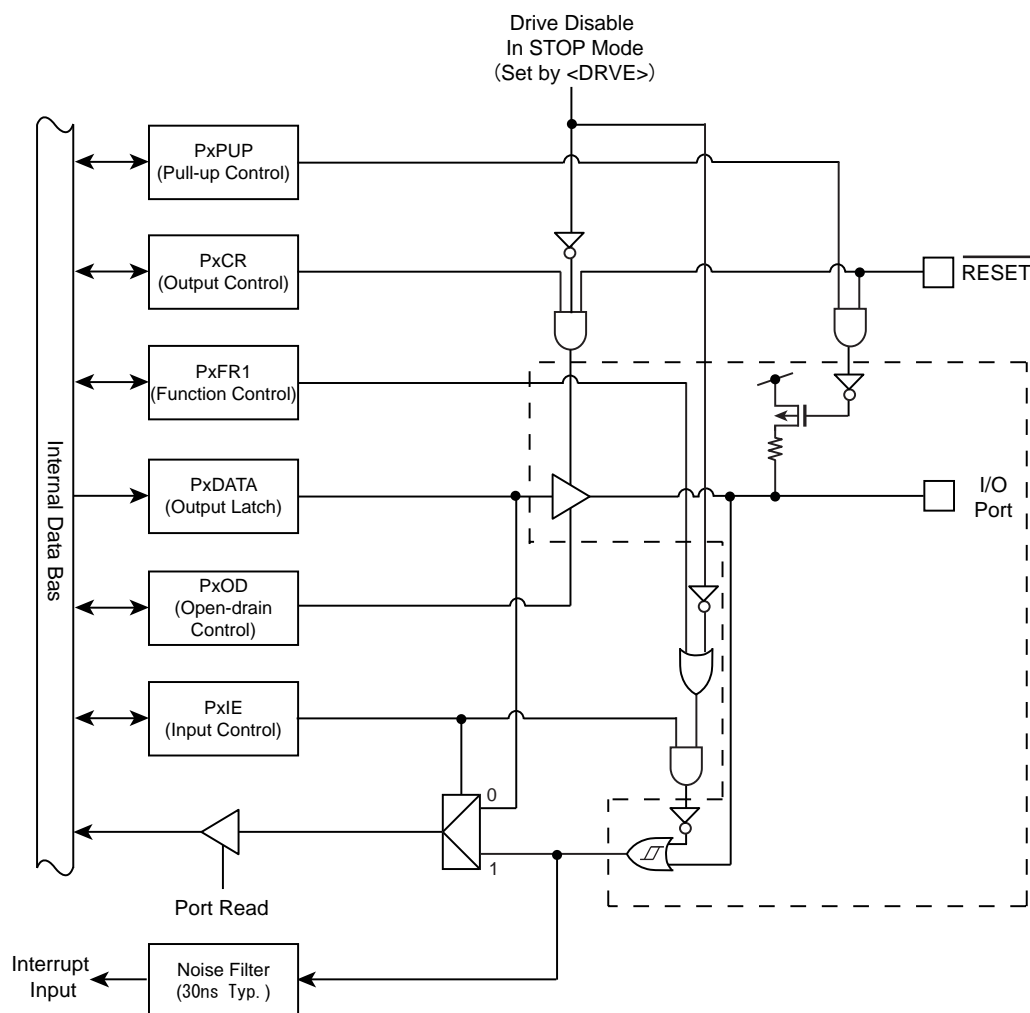 Drive Disable
In STOP Mode
(Set by <DRVE>)
PxPUP
(Pull-up Control)
PxCR
(Output Control)
RESET
PxFR1
(Function Control)
Internal Data Bas
PxDATA
(Output Latch)
I/O
Port
PxOD
(Open-drain
Control)
PxIE
(Input Control)
0
1
Port Read
Interrupt
Input
Noise Filter
(30ns Typ.)